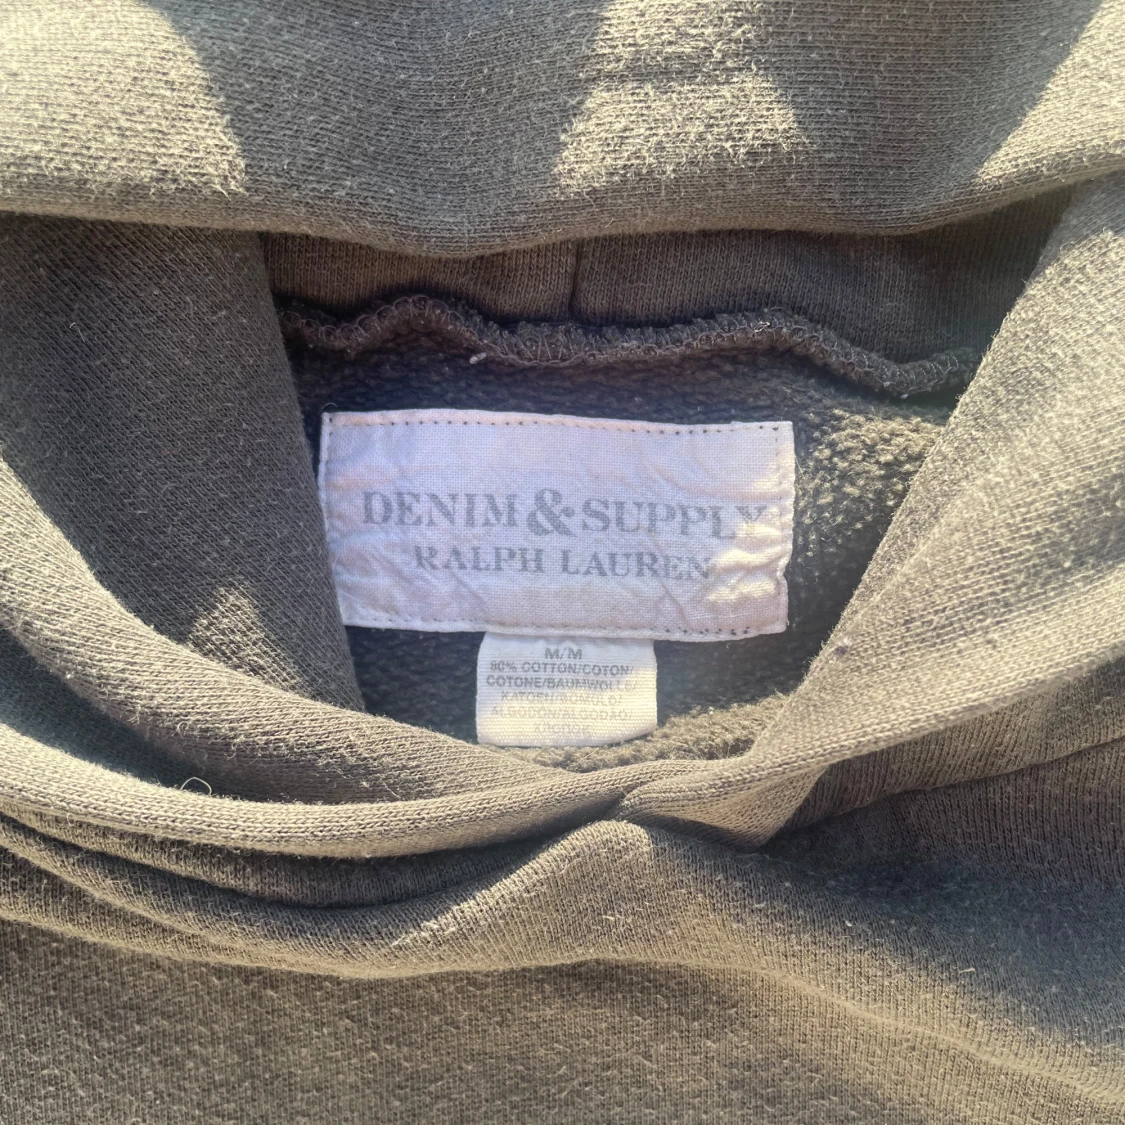 DENIM & SUPPLY
RALPH LAUREN
M/M
80% COTTON/COTON/
COTONE/BAUMWOLLE/
ALGODON/ALGODAO/